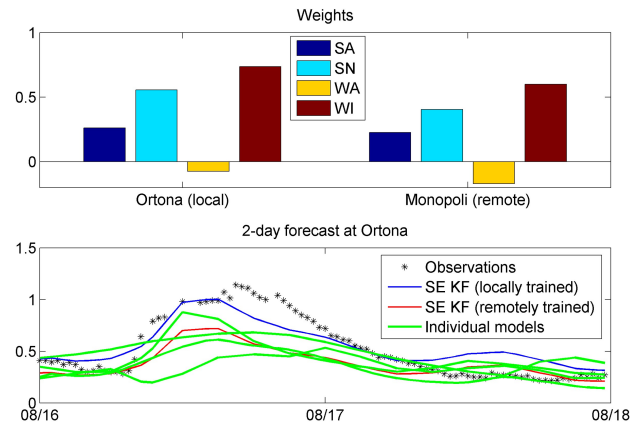 Weights
1
0.5
0
SA
SN
WA
WI
Ortona (local)
Monopoli (remote)
2-day forecast at Ortona
1.5
1
0.5
0
Observations
SE KF (locally trained)
SE KF (remotely trained)
Individual models
08/16
08/17
08/18